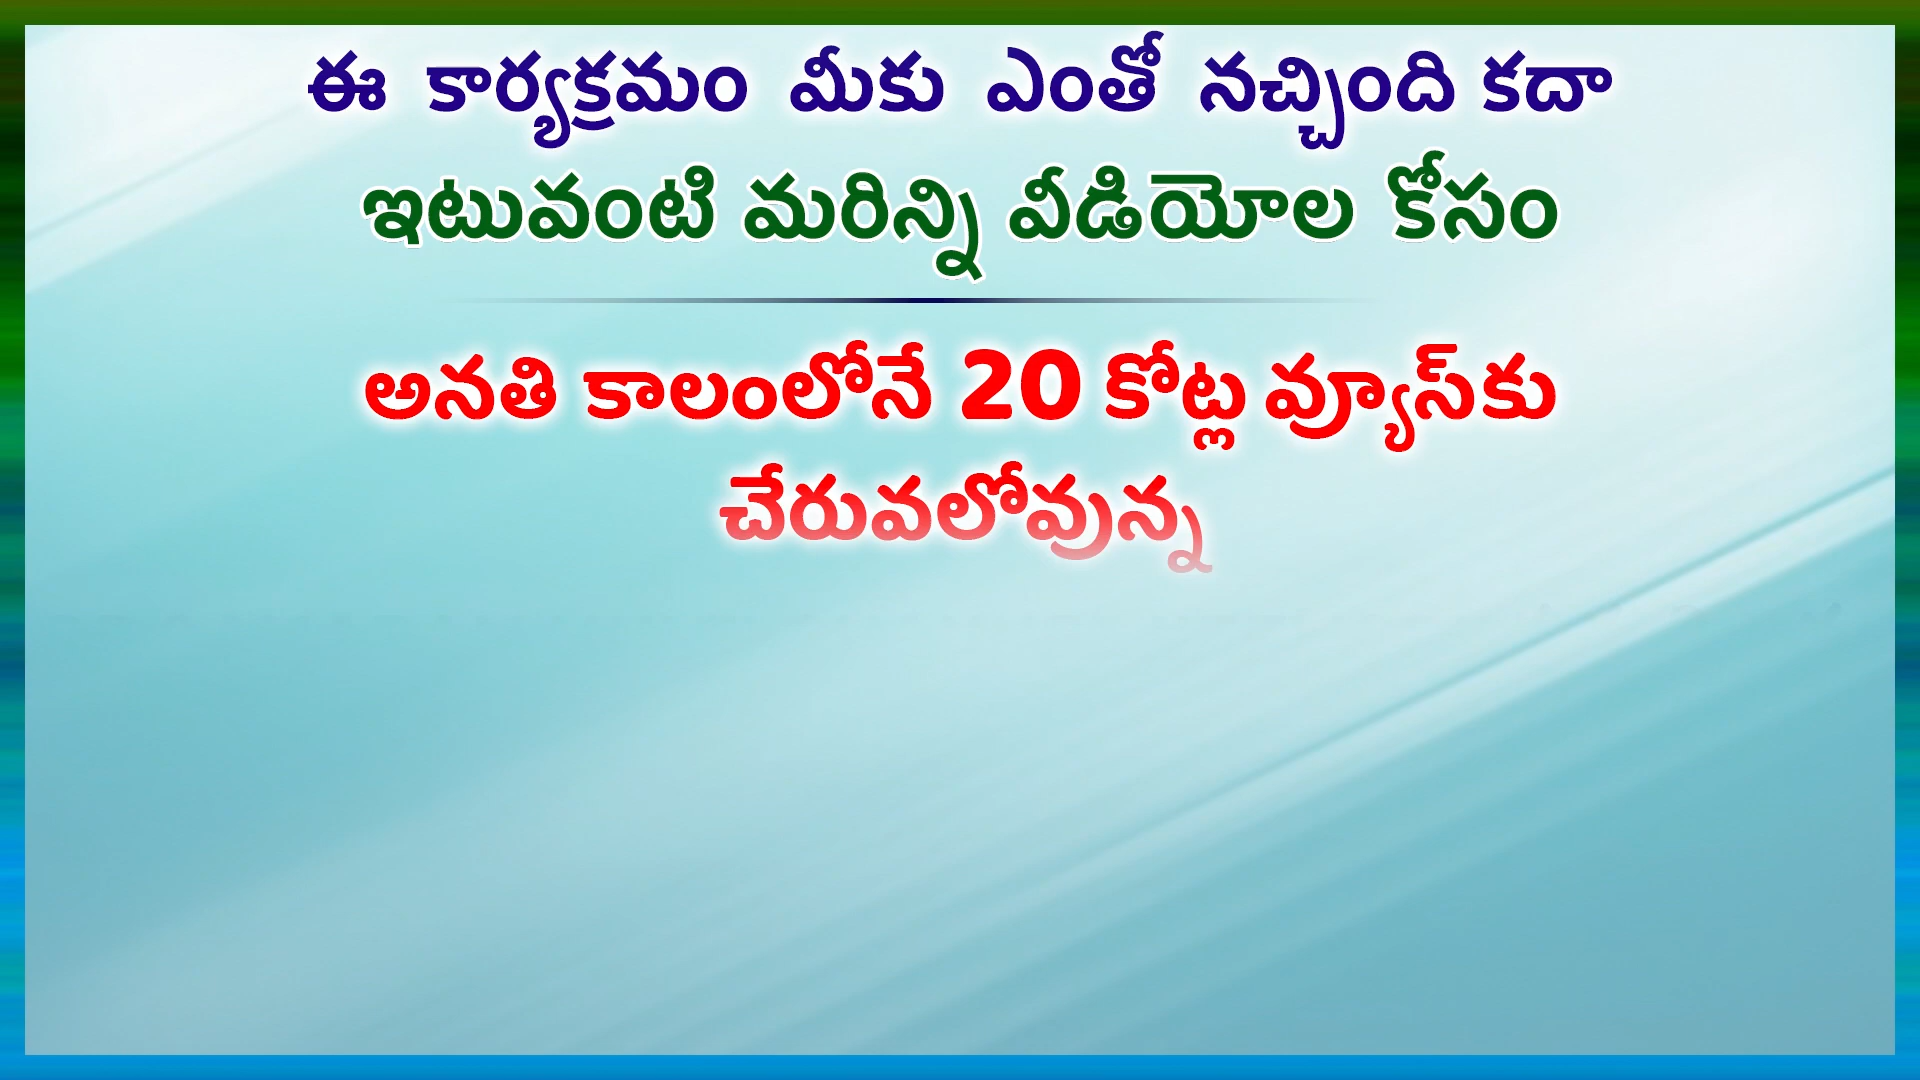 ఈ కార్యక్రమం మీకు ఎంతో నచ్చింది కదా
ఇటువంటి మరిన్ని వీడియోల కోసం
అనతి కాలంలోనే 20 కోట్ల వ్యూస్‌కు
చేరువలోవున్న